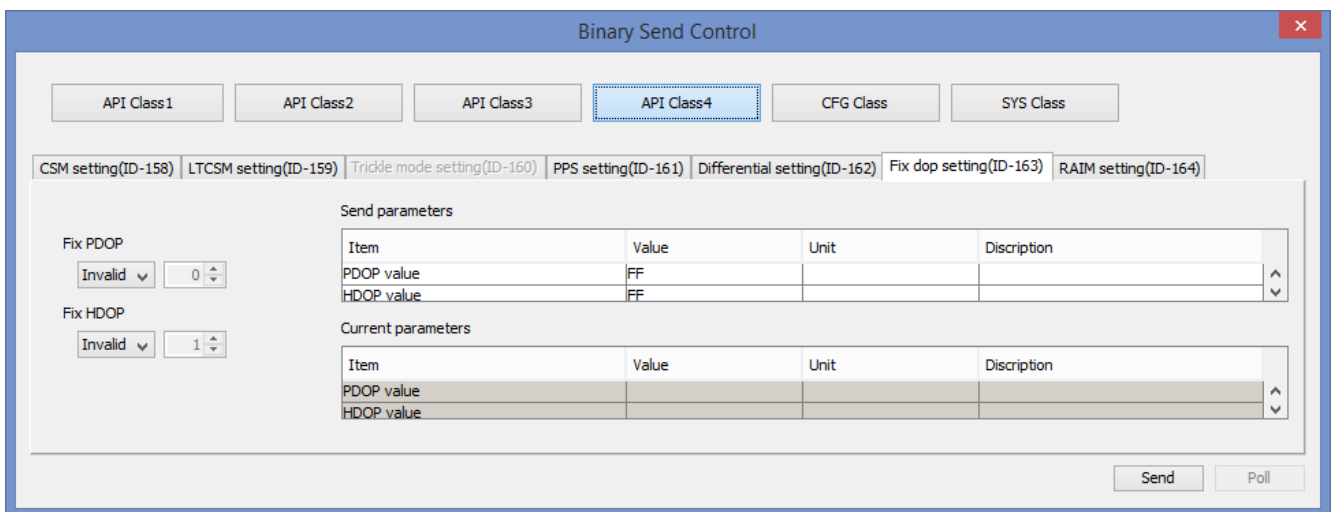 Binary Send Control
API Class1 API Class2 API Class3 API Class4 CFG Class SYS Class
CSM setting(ID-158) LTCSM setting(ID-159) Trickle mode setting(ID-160) PPS setting(ID-161) Differential setting(ID-162) Fix dop setting(ID-163) RAIM setting(ID-164)
Send parameters
Fix PDOP
Invalid 0
Fix HDOP
Invalid 1
Item Value Unit Discription
PDOP value FF
HDOP value FF
Current parameters
Item Value Unit Discription
PDOP value
HDOP value
Send Poll